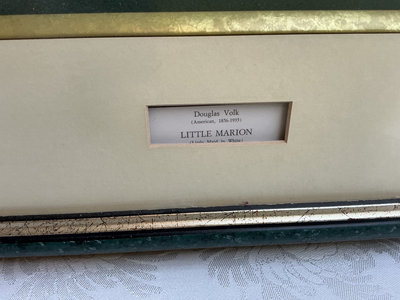 Douglas Volk
(American, 1856-1935)
LITTLE MARION
(Little Maid in White)